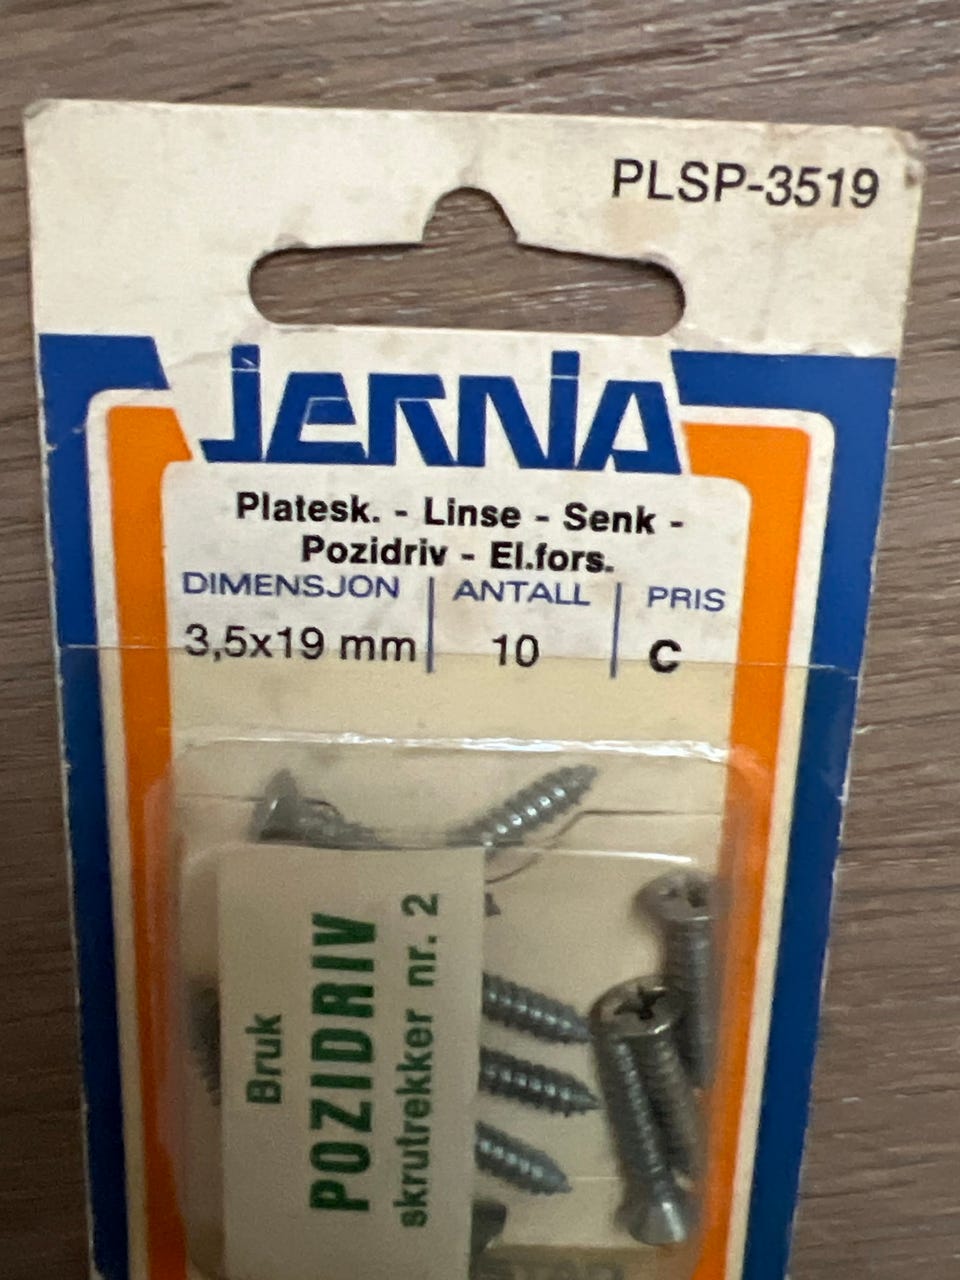 PLSP-3519
JERNIA
Platesk. - Linse - Senk -
Pozidriv - El.fors.
DIMENSJON ANTALL PRIS
3,5x19 mm 10 C
Bruk
POZIDRIV
skrutrekker nr. 2